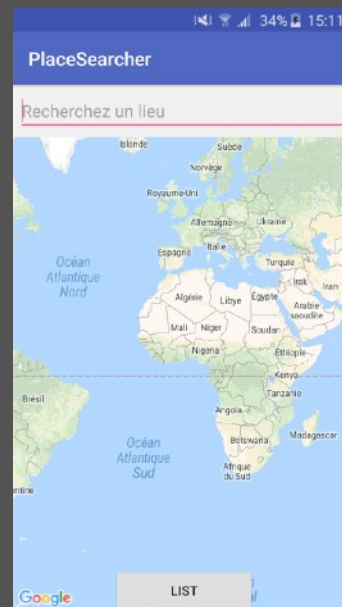 34% 15:11
PlaceSearcher
Recherchez un lieu
Islande
Suède
Norvège
Royaume-Uni
Allemagne
Ukraine
Espagne
Italie
Turquie
Océan
Atlantique
Nord
Irak
Iran
Algérie
Libye
Égypte
Arabie
saoudite
Mali
Niger
Soudan
Nigeria
Éthiopie
Kenya
Brésil
Tanzanie
Angola
Océan
Atlantique
Sud
Botswana
Madagascar
Afrique
du Sud
ntine
LIST
Google